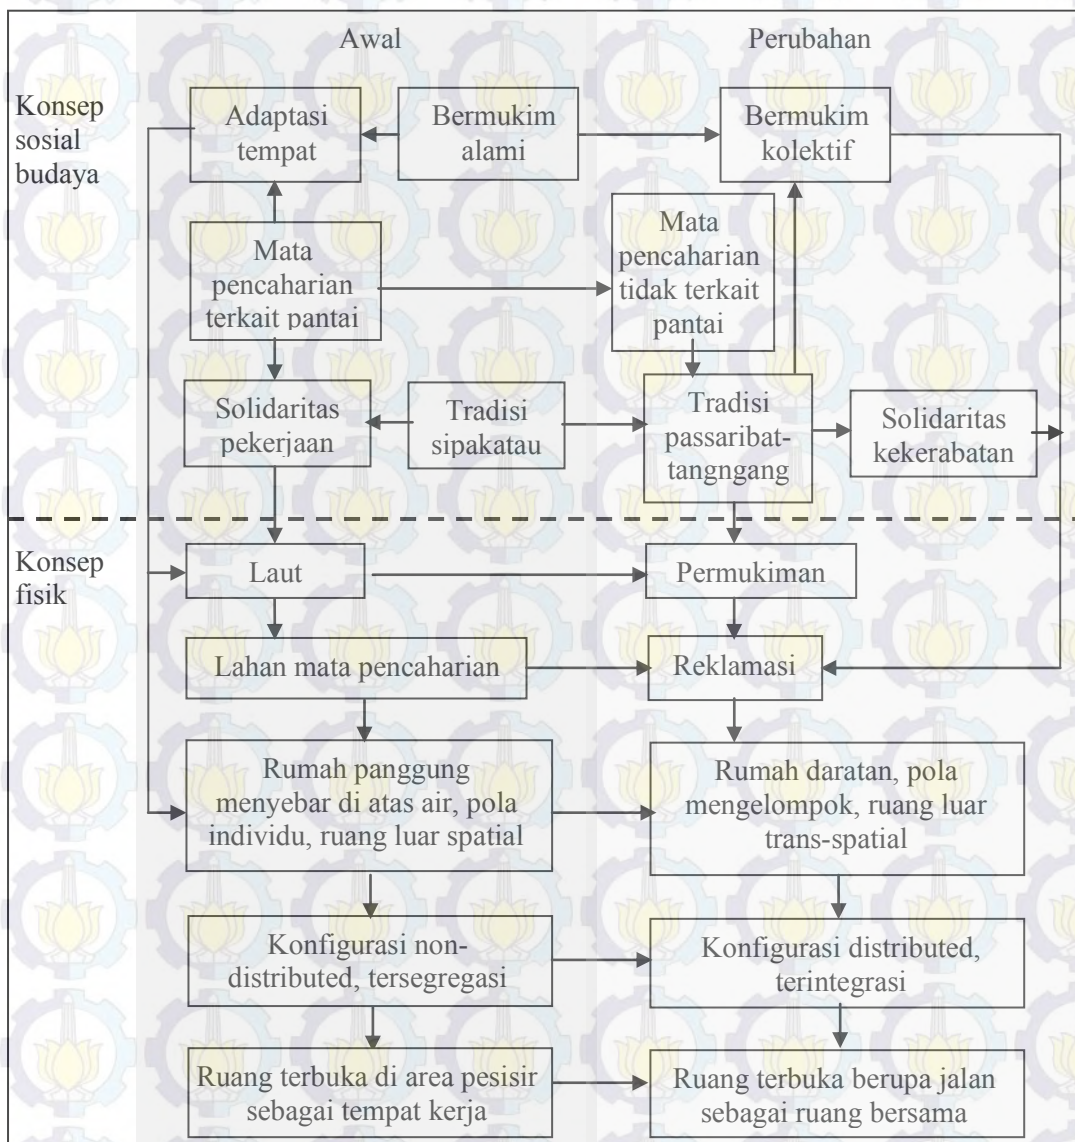 Awal
Perubahan
Konsep
sosial
budaya
Adaptasi
tempat
Bermukim
alami
Bermukim
kolektif
Mata
pencaharian
terkait pantai
Mata
pencaharian
tidak terkait
pantai
Solidaritas
pekerjaan
Tradisi
sipakatau
Tradisi
passaribat-
tangngang
Solidaritas
kekerabatan
Konsep
fisik
Laut
Permukiman
Lahan mata pencaharian
Reklamasi
Rumah panggung
menyebar di atas air, pola
individu, ruang luar spatial
Rumah daratan, pola
mengelompok, ruang luar
trans-spatial
Konfigurasi non-
distributed, tersegregasi
Konfigurasi distributed,
terintegrasi
Ruang terbuka di area pesisir
sebagai tempat kerja
Ruang terbuka berupa jalan
sebagai ruang bersama